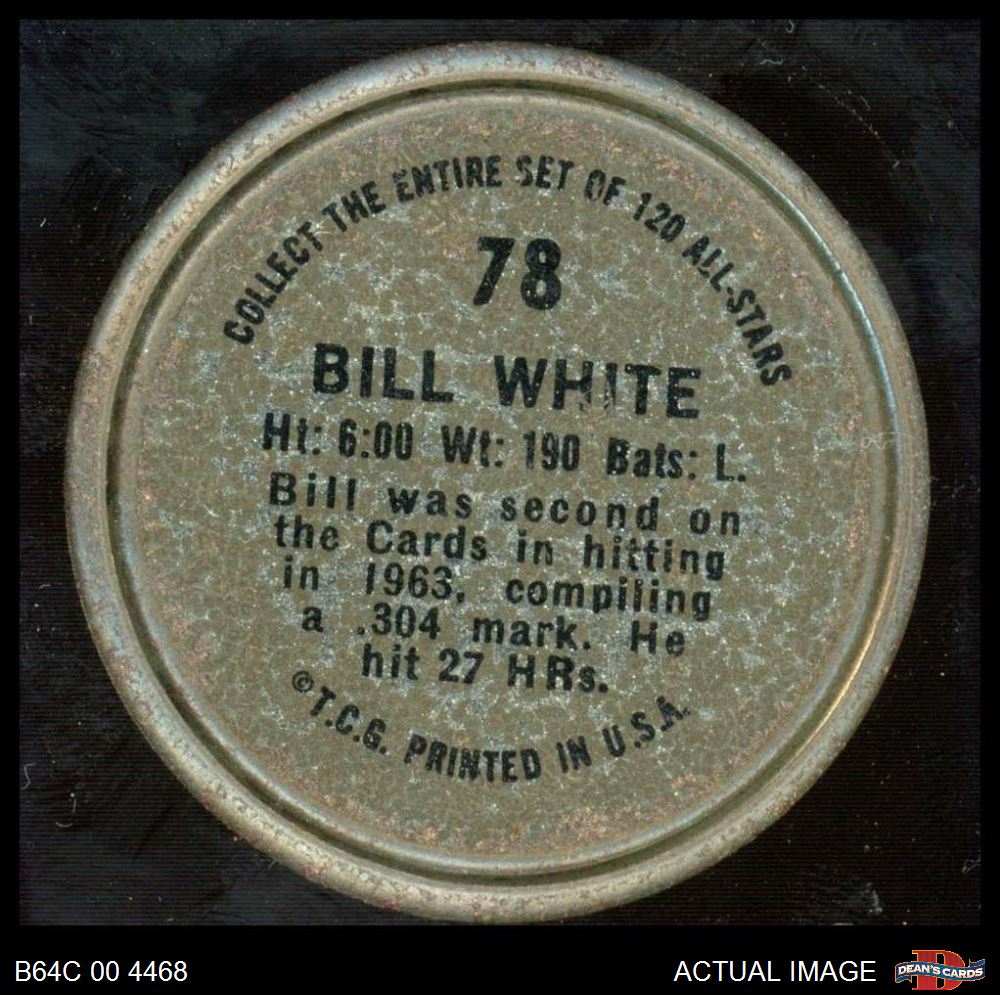 COLLECT THE ENTIRE SET OF 120 ALL-STARS
78
BILL WHITE
Ht: 6:00 Wt: 190 Bats: L.
Bill was second on
the Cards in hitting
in 1963, compiling
a .304 mark. He
hit 27 HRs.
©T.C.G. PRINTED IN U.S.A.
B64C 00 4468
ACTUAL IMAGE
DEAN'S CARDS